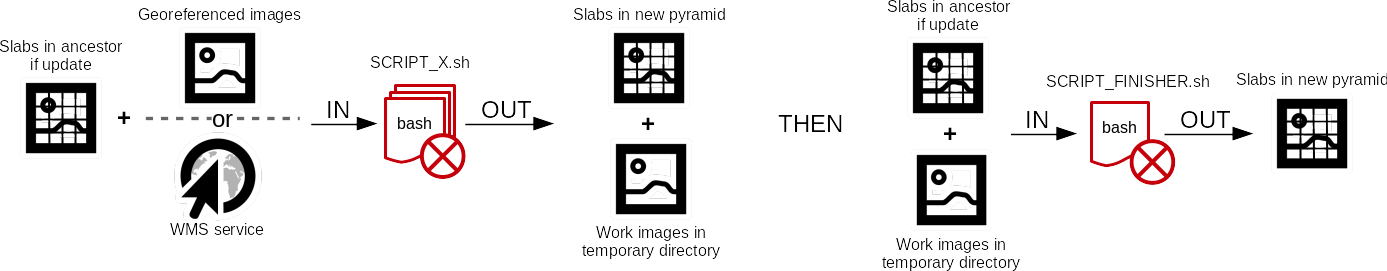 Georeferenced images
Slabs in ancestor
if update
+
or
WMS service
IN
SCRIPT_X.sh
bash
OUT
Slabs in new pyramid
+
Work images in
temporary directory
THEN
Slabs in ancestor
if update
+
Work images in
temporary directory
IN
SCRIPT_FINISHER.sh
bash
OUT
Slabs in new pyramid